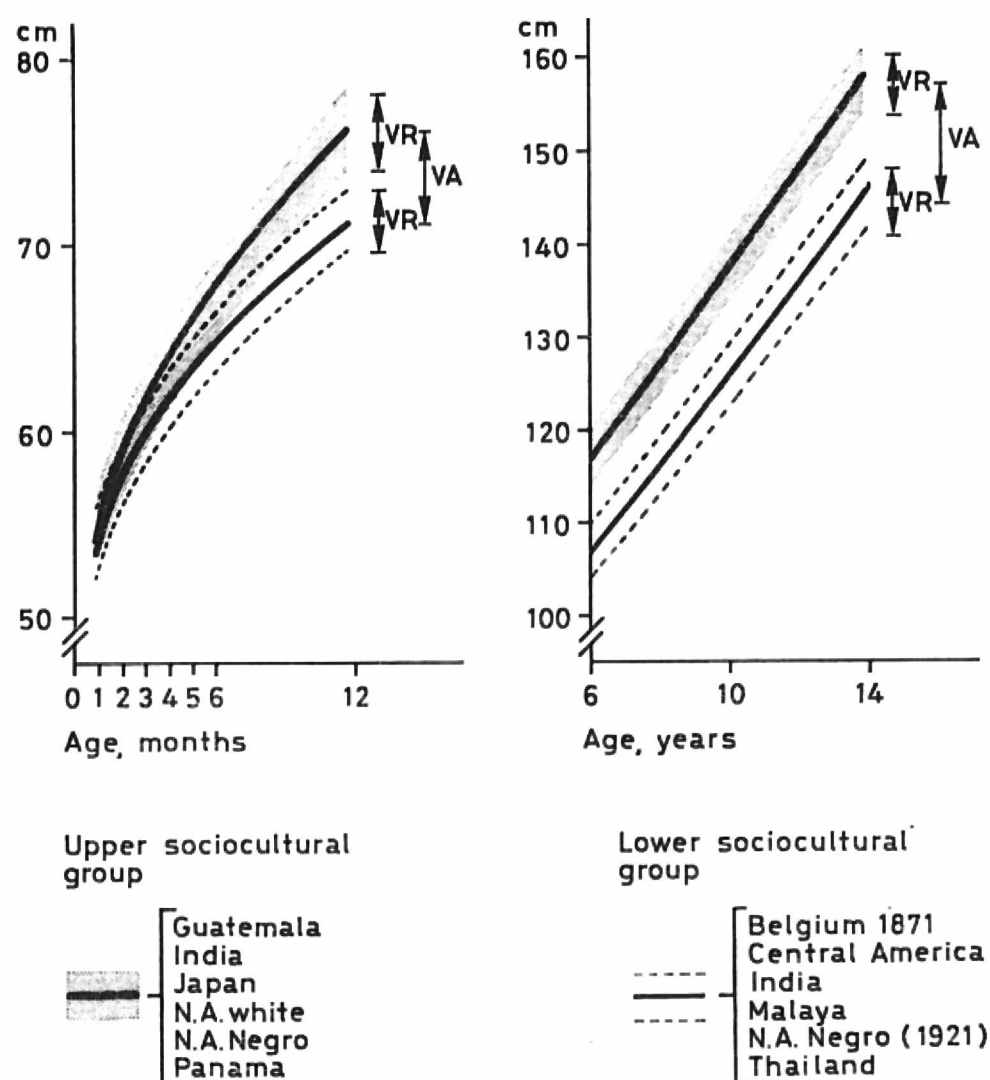 cm
80
70
60
50
VR
VA
VR
0 1 2 3 4 5 6 12
Age, months
cm
160
150
140
130
120
110
100
VR
VA
VR
6 10 14
Age, years
Upper sociocultural
group
Guatemala
India
Japan
N.A. white
N.A. Negro
Panama
Lower sociocultural
group
Belgium 1871
Central America
India
Malaya
N.A. Negro (1921)
Thailand